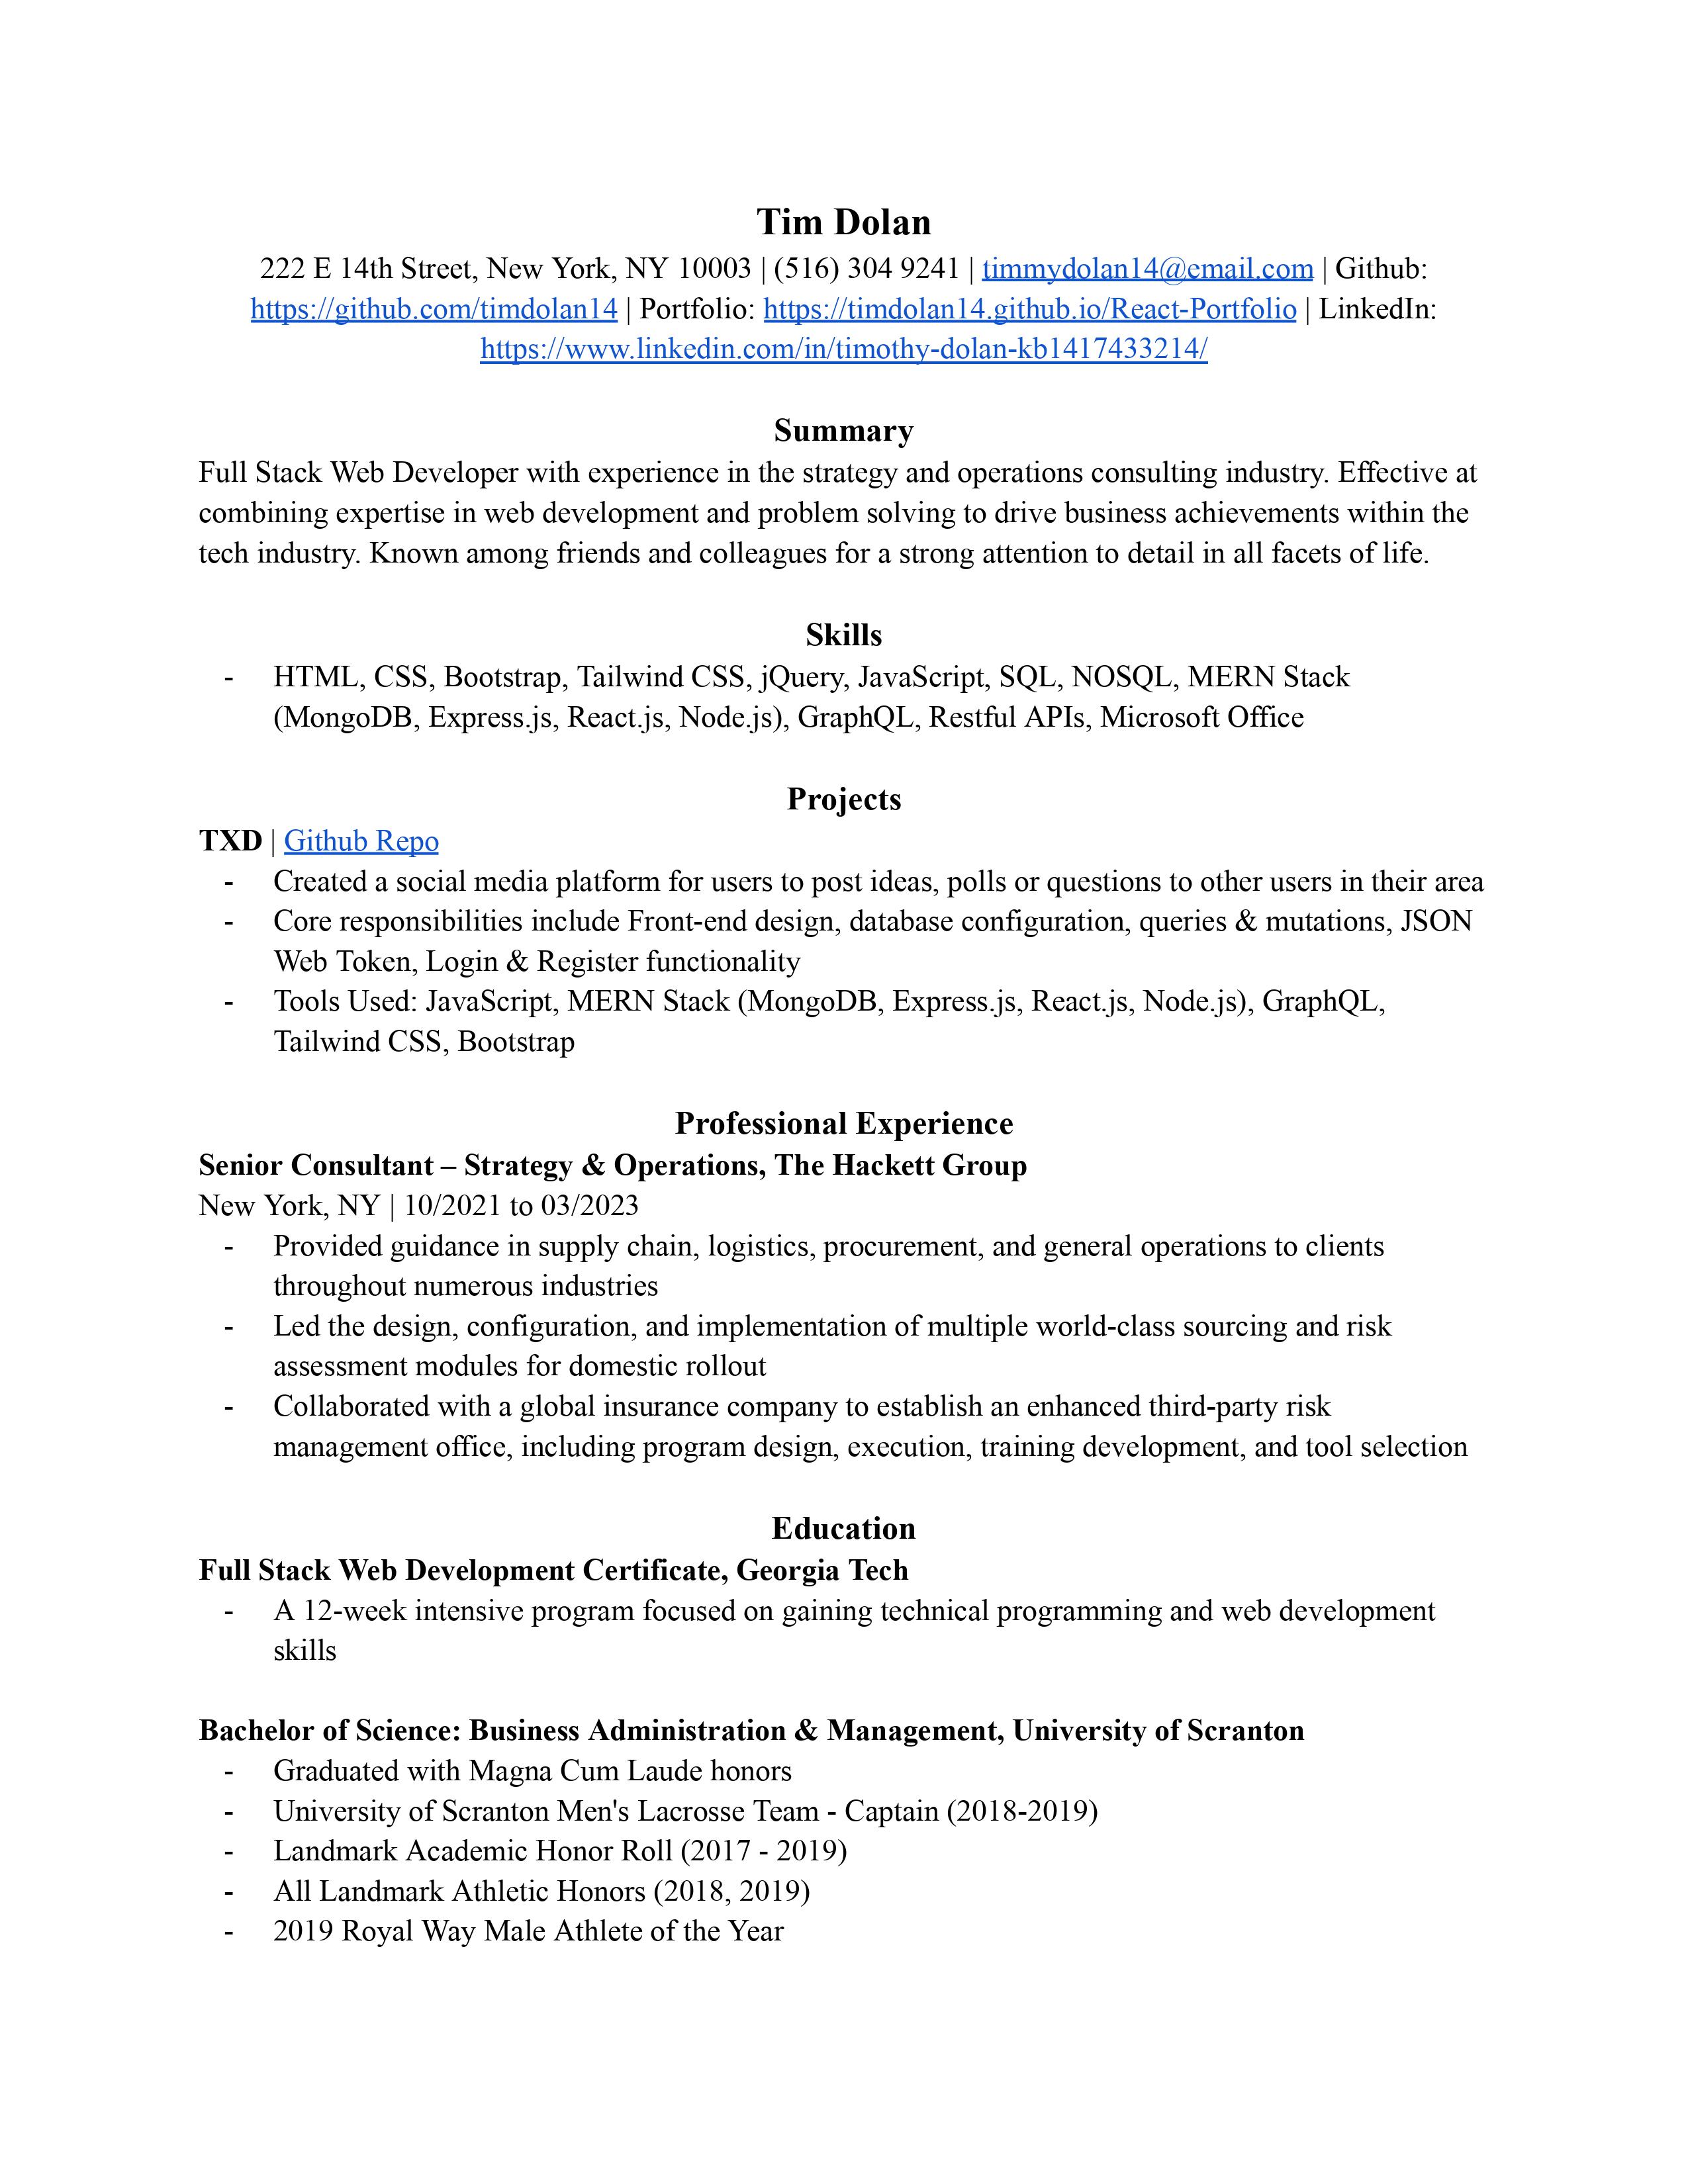 Tim Dolan
222 E 14th Street, New York, NY 10003 | (516) 304 9241 | timmydolan14@email.com | Github:
https://github.com/timdolan14 | Portfolio: https://timdolan14.github.io/React-Portfolio | LinkedIn:
https://www.linkedin.com/in/timothy-dolan-kb1417433214/
Summary
Full Stack Web Developer with experience in the strategy and operations consulting industry. Effective at
combining expertise in web development and problem solving to drive business achievements within the
tech industry. Known among friends and colleagues for a strong attention to detail in all facets of life.
Skills
- HTML, CSS, Bootstrap, Tailwind CSS, jQuery, JavaScript, SQL, NOSQL, MERN Stack
(MongoDB, Express.js, React.js, Node.js), GraphQL, Restful APIs, Microsoft Office
Projects
TXD | Github Repo
- Created a social media platform for users to post ideas, polls or questions to other users in their area
- Core responsibilities include Front-end design, database configuration, queries & mutations, JSON
Web Token, Login & Register functionality
- Tools Used: JavaScript, MERN Stack (MongoDB, Express.js, React.js, Node.js), GraphQL,
Tailwind CSS, Bootstrap
Professional Experience
Senior Consultant – Strategy & Operations, The Hackett Group
New York, NY | 10/2021 to 03/2023
- Provided guidance in supply chain, logistics, procurement, and general operations to clients
throughout numerous industries
- Led the design, configuration, and implementation of multiple world-class sourcing and risk
assessment modules for domestic rollout
- Collaborated with a global insurance company to establish an enhanced third-party risk
management office, including program design, execution, training development, and tool selection
Education
Full Stack Web Development Certificate, Georgia Tech
- A 12-week intensive program focused on gaining technical programming and web development
skills
Bachelor of Science: Business Administration & Management, University of Scranton
- Graduated with Magna Cum Laude honors
- University of Scranton Men's Lacrosse Team - Captain (2018-2019)
- Landmark Academic Honor Roll (2017 - 2019)
- All Landmark Athletic Honors (2018, 2019)
- 2019 Royal Way Male Athlete of the Year